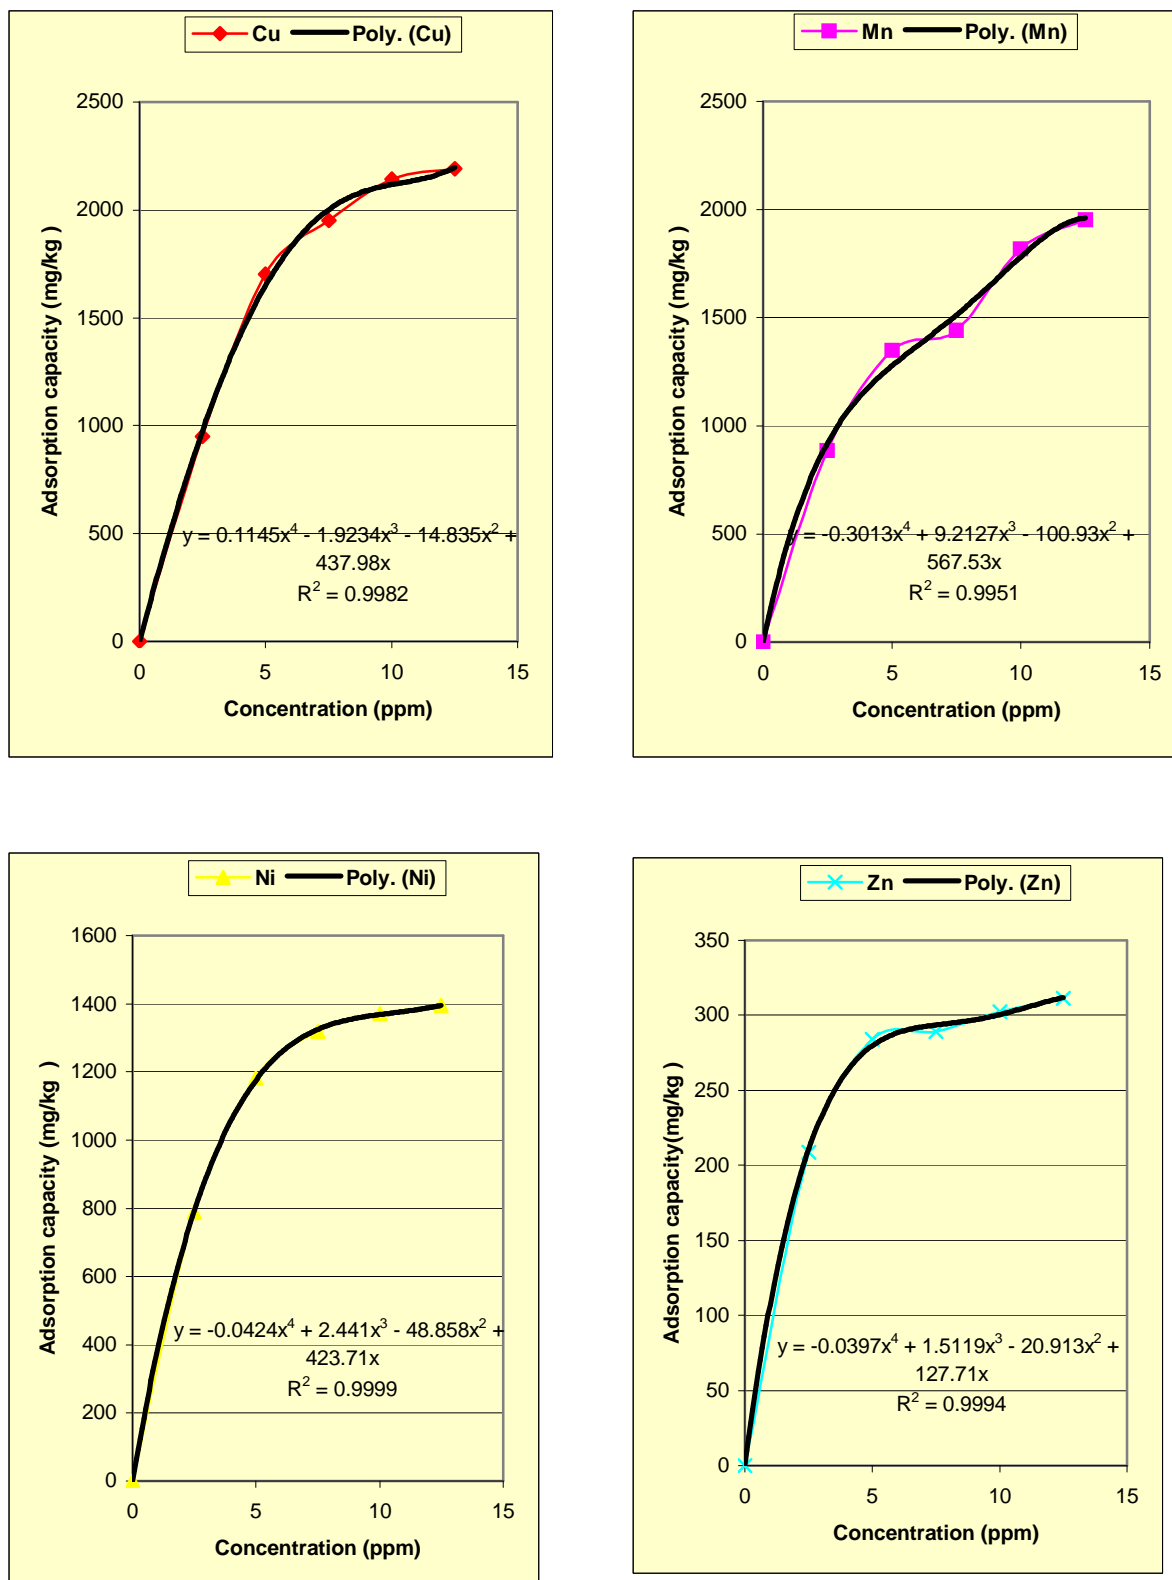 Cu Poly. (Cu)
2500
2000
1500
1000
500
0
Adsorption capacity (mg/kg )
y = 0.1145x⁴ - 1.9234x³ - 14.835x² +
437.98x
R² = 0.9982
0 5 10 15
Concentration (ppm)
Mn Poly. (Mn)
2500
2000
1500
1000
500
0
Adsorption capacity (mg/kg )
y = -0.3013x⁴ + 9.2127x³ - 100.93x² +
567.53x
R² = 0.9951
0 5 10 15
Concentration (ppm)
Ni Poly. (Ni)
1600
1400
1200
1000
800
600
400
200
0
Adsorption capacity (mg/kg )
y = -0.0424x⁴ + 2.441x³ - 48.858x² +
423.71x
R² = 0.9999
0 5 10 15
Concentration (ppm)
Zn Poly. (Zn)
350
300
250
200
150
100
50
0
Adsorption capacity(mg/kg )
y = -0.0397x⁴ + 1.5119x³ - 20.913x² +
127.71x
R² = 0.9994
0 5 10 15
Concentration (ppm)